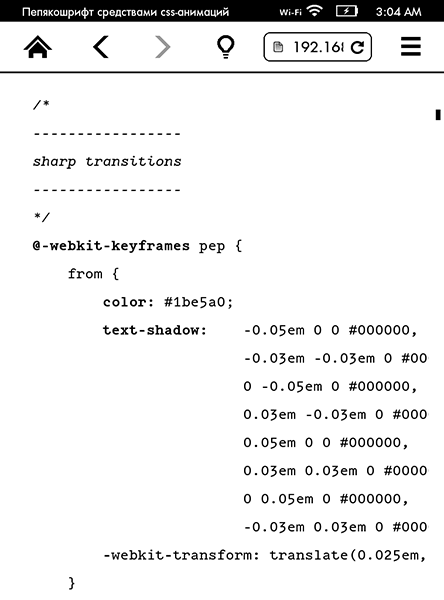 Пепякошрифт средствами css-анимаций Wi-Fi 3:04 AM
192.168
/*
-----------------
sharp transitions
-----------------
*/
@-webkit-keyframes pep {
from {
color: #1be5a0;
text-shadow: -0.05em 0 0 #000000,
-0.03em -0.03em 0 #00
0 -0.05em 0 #000000,
0.03em -0.03em 0 #000
0.05em 0 0 #000000,
0.03em 0.03em 0 #0000
0 0.05em 0 #000000,
-0.03em 0.03em 0 #000
-webkit-transform: translate(0.025em,
}